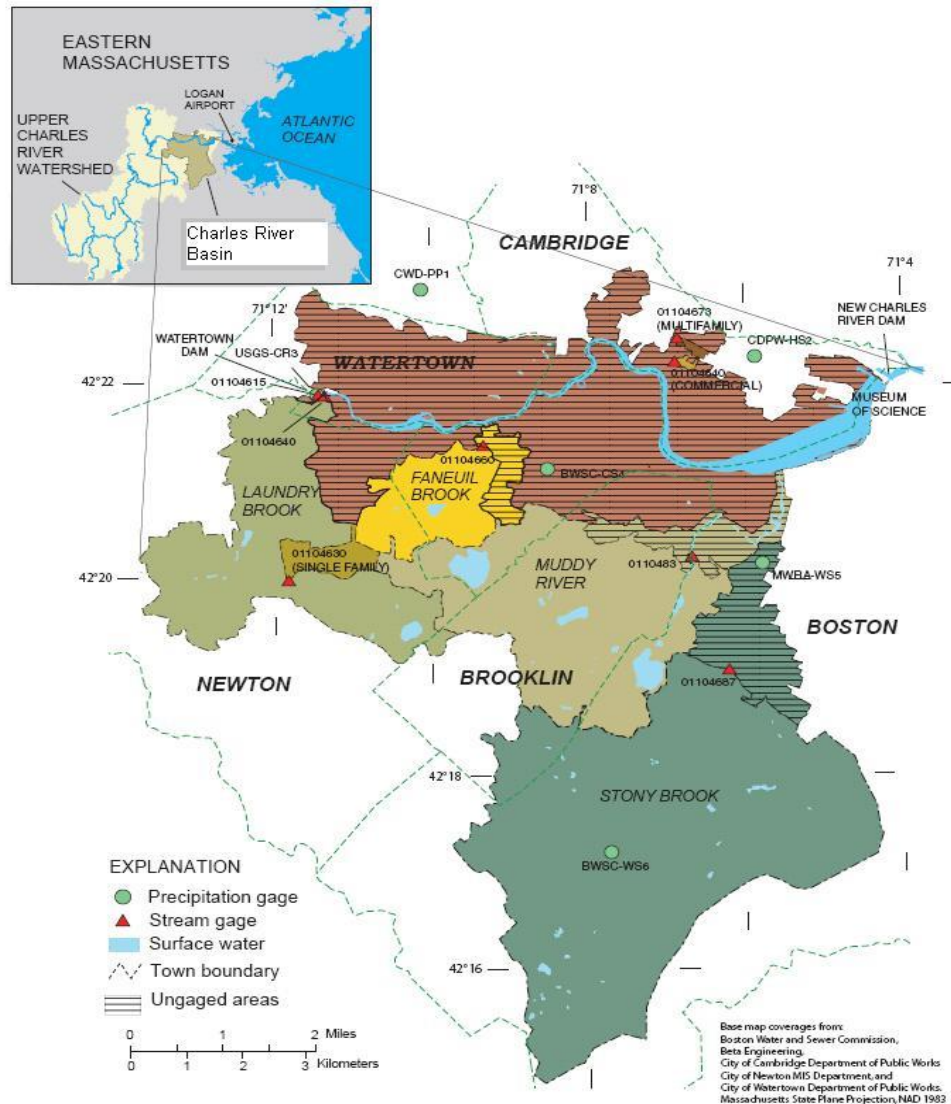 EASTERN
MASSACHUSETTS
LOGAN
AIRPORT
ATLANTIC
OCEAN
UPPER
CHARLES
RIVER
WATERSHED
Charles River
Basin
71°8
CAMBRIDGE
CWD-PP1
71°4
71°12'
01104673
(MULTIFAMILY)
NEW CHARLES
RIVER DAM
WATERTOWN
DAM
USGS-CR3
WATERTOWN
CDPW-HS2
42°22
01104615
01104640
(COMMERCIAL)
MUSEUM
OF SCIENCE
01104640
01104660
BWSC-CS4
LAUNDRY
BROOK
FANEUIL
BROOK
01104630
(SINGLE FAMILY)
42°20
MUDDY
RIVER
0110483
MWRA-WS5
BOSTON
NEWTON
BROOKLIN
01104687
42°18
STONY BROOK
BWSC-WS6
EXPLANATION
Precipitation gage
Stream gage
Surface water
Town boundary
Ungaged areas
42°16
0 1 2 Miles
0 1 2 3 Kilometers
Base map coverages from:
Boston Water and Sewer Commission,
Beta Engineering,
City of Cambridge Department of Public Works
City of Newton MIS Department, and
City of Watertown Department of Public Works.
Massachusetts State Plane Projection, NAD 1983